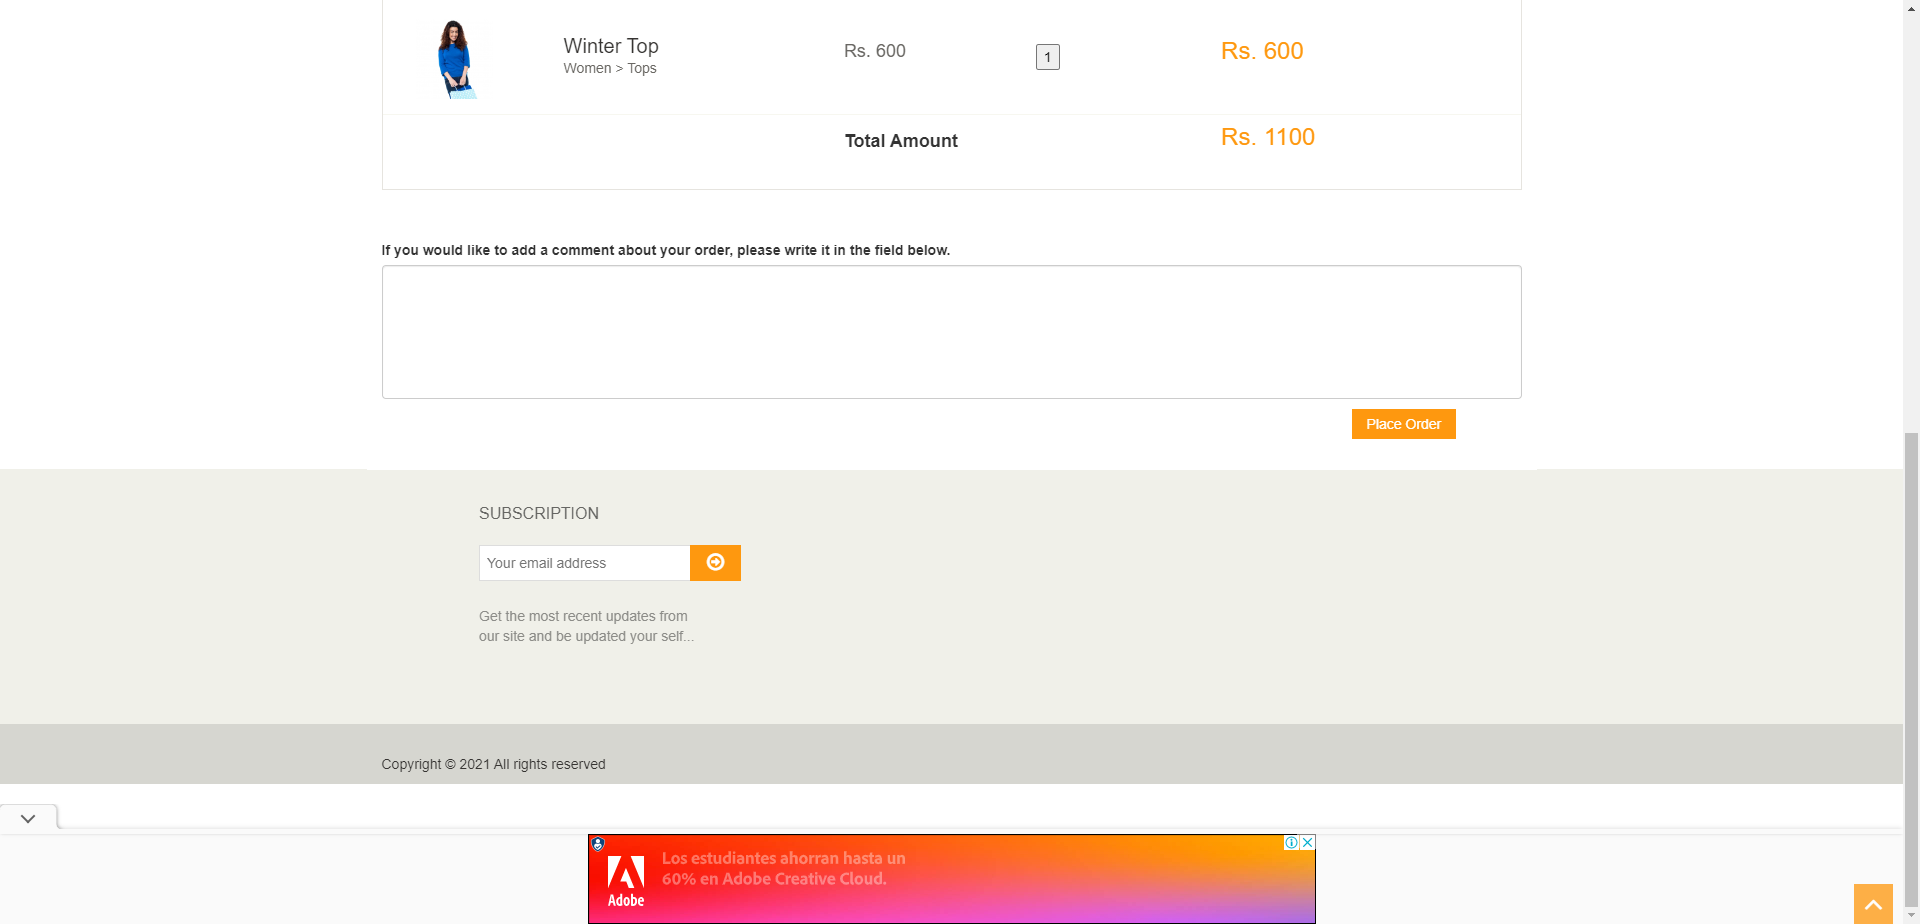 Winter Top
Women > Tops
Rs. 600
1
Rs. 600
Total Amount
Rs. 1100
If you would like to add a comment about your order, please write it in the field below.
Place Order
SUBSCRIPTION
Your email address
Get the most recent updates from
our site and be updated your self...
Copyright © 2021 All rights reserved
Los estudiantes ahorran hasta un
60% en Adobe Creative Cloud.
Adobe